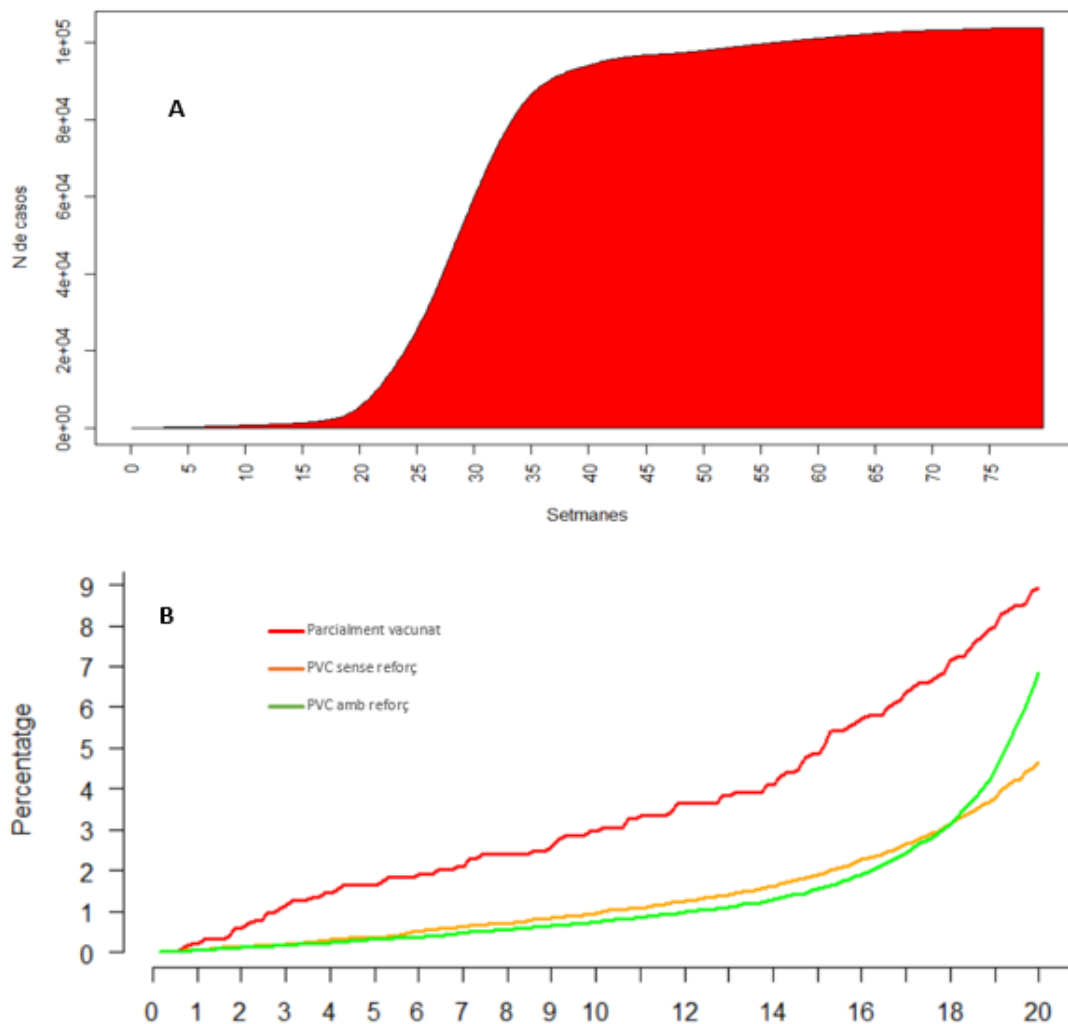 A
N de casos
1e+05
8e+04
6e+04
4e+04
2e+04
0e+00
0 5 10 15 20 25 30 35 40 45 50 55 60 65 70 75
Setmanes
B
Parcialment vacunat
PVC sense reforç
PVC amb reforç
Percentatge
9
8
7
6
5
4
3
2
1
0
0 1 2 3 4 5 6 7 8 9 10 11 12 14 15 16 18 19 20